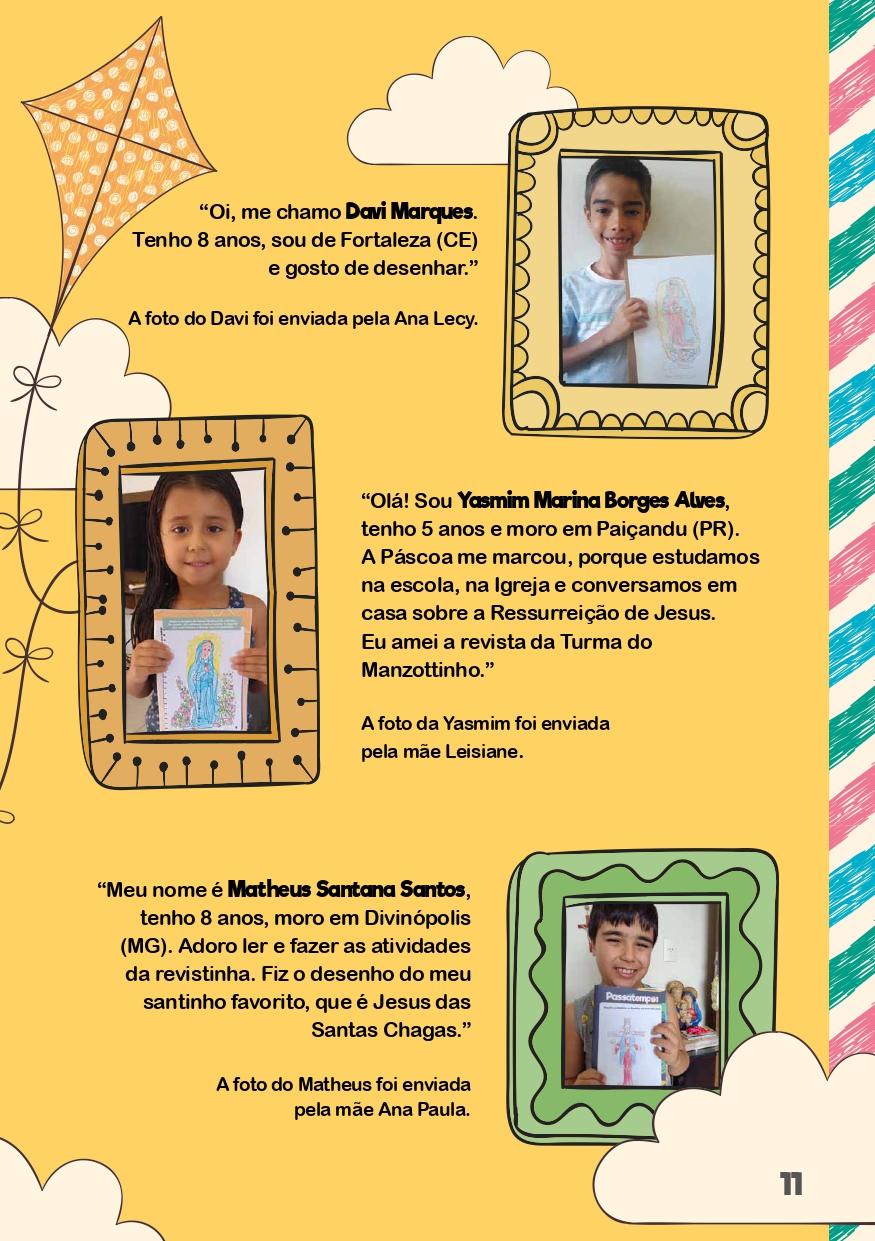 “Oi, me chamo Davi Marques.
Tenho 8 anos, sou de Fortaleza (CE)
e gosto de desenhar.”
A foto do Davi foi enviada pela Ana Lecy.
“Olá! Sou Yasmim Marina Borges Alves,
tenho 5 anos e moro em Paiçandu (PR).
A Páscoa me marcou, porque estudamos
na escola, na Igreja e conversamos em
casa sobre a Ressurreição de Jesus.
Eu amei a revista da Turma do
Manzottinho.”
A foto da Yasmim foi enviada
pela mãe Leisiane.
“Meu nome é Matheus Santana Santos,
tenho 8 anos, moro em Divinópolis
(MG). Adoro ler e fazer as atividades
da revistinha. Fiz o desenho do meu
santinho favorito, que é Jesus das
Santas Chagas.”
Passatempo:
A foto do Matheus foi enviada
pela mãe Ana Paula.
11